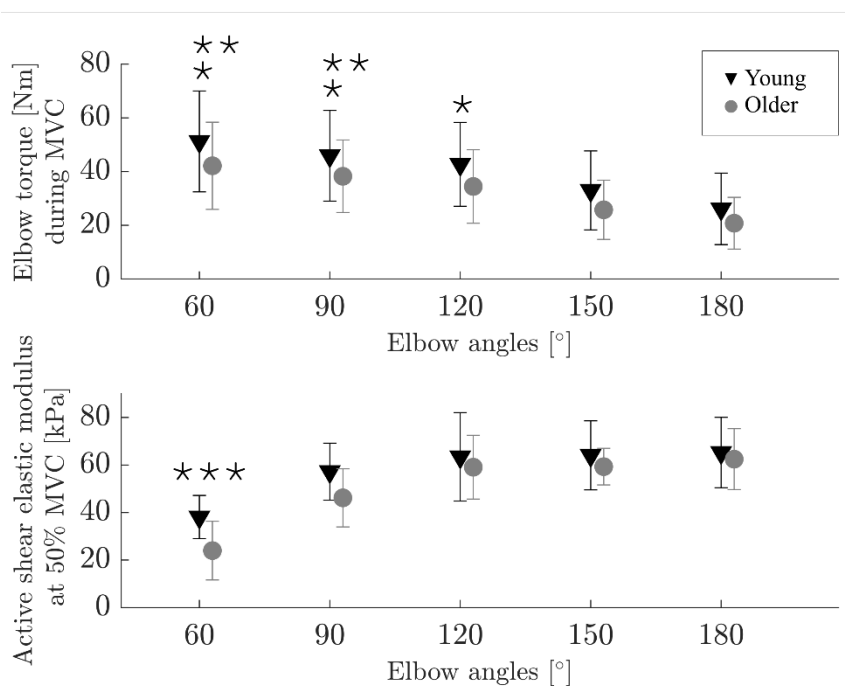 Elbow torque [Nm]
during MVC
80
60
40
20
0
★★
★
★★
★
★
▼ Young
● Older
60 90 120 150 180
Elbow angles [°]
Active shear elastic modulus
at 50% MVC [kPa]
80
60
40
20
0
★★★
60 90 120 150 180
Elbow angles [°]